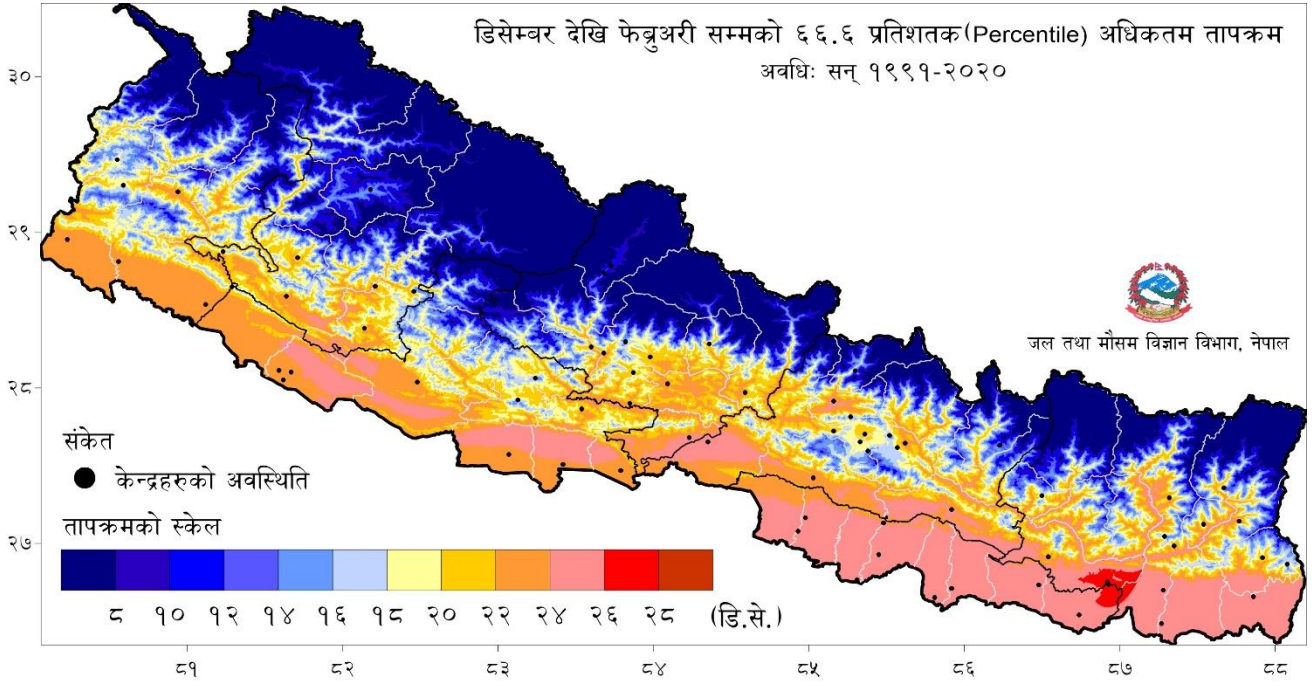 डिसेम्बर देखि फेब्रुअरी सम्मको ६६.६ प्रतिशतक(Percentile) अधिकतम तापक्रम
अवधिः सन् १९९१-२०२०
३०
२९
२८
२७
जल तथा मौसम विज्ञान विभाग, नेपाल
संकेत
केन्द्रहरुको अवस्थिति
तापक्रमको स्केल
८ १० १२ १४ १६ १८ २० २२ २४ २६ २८ (डि.से.)
८१ ८२ ८३ ८४ ८५ ८६ ८७ ८८